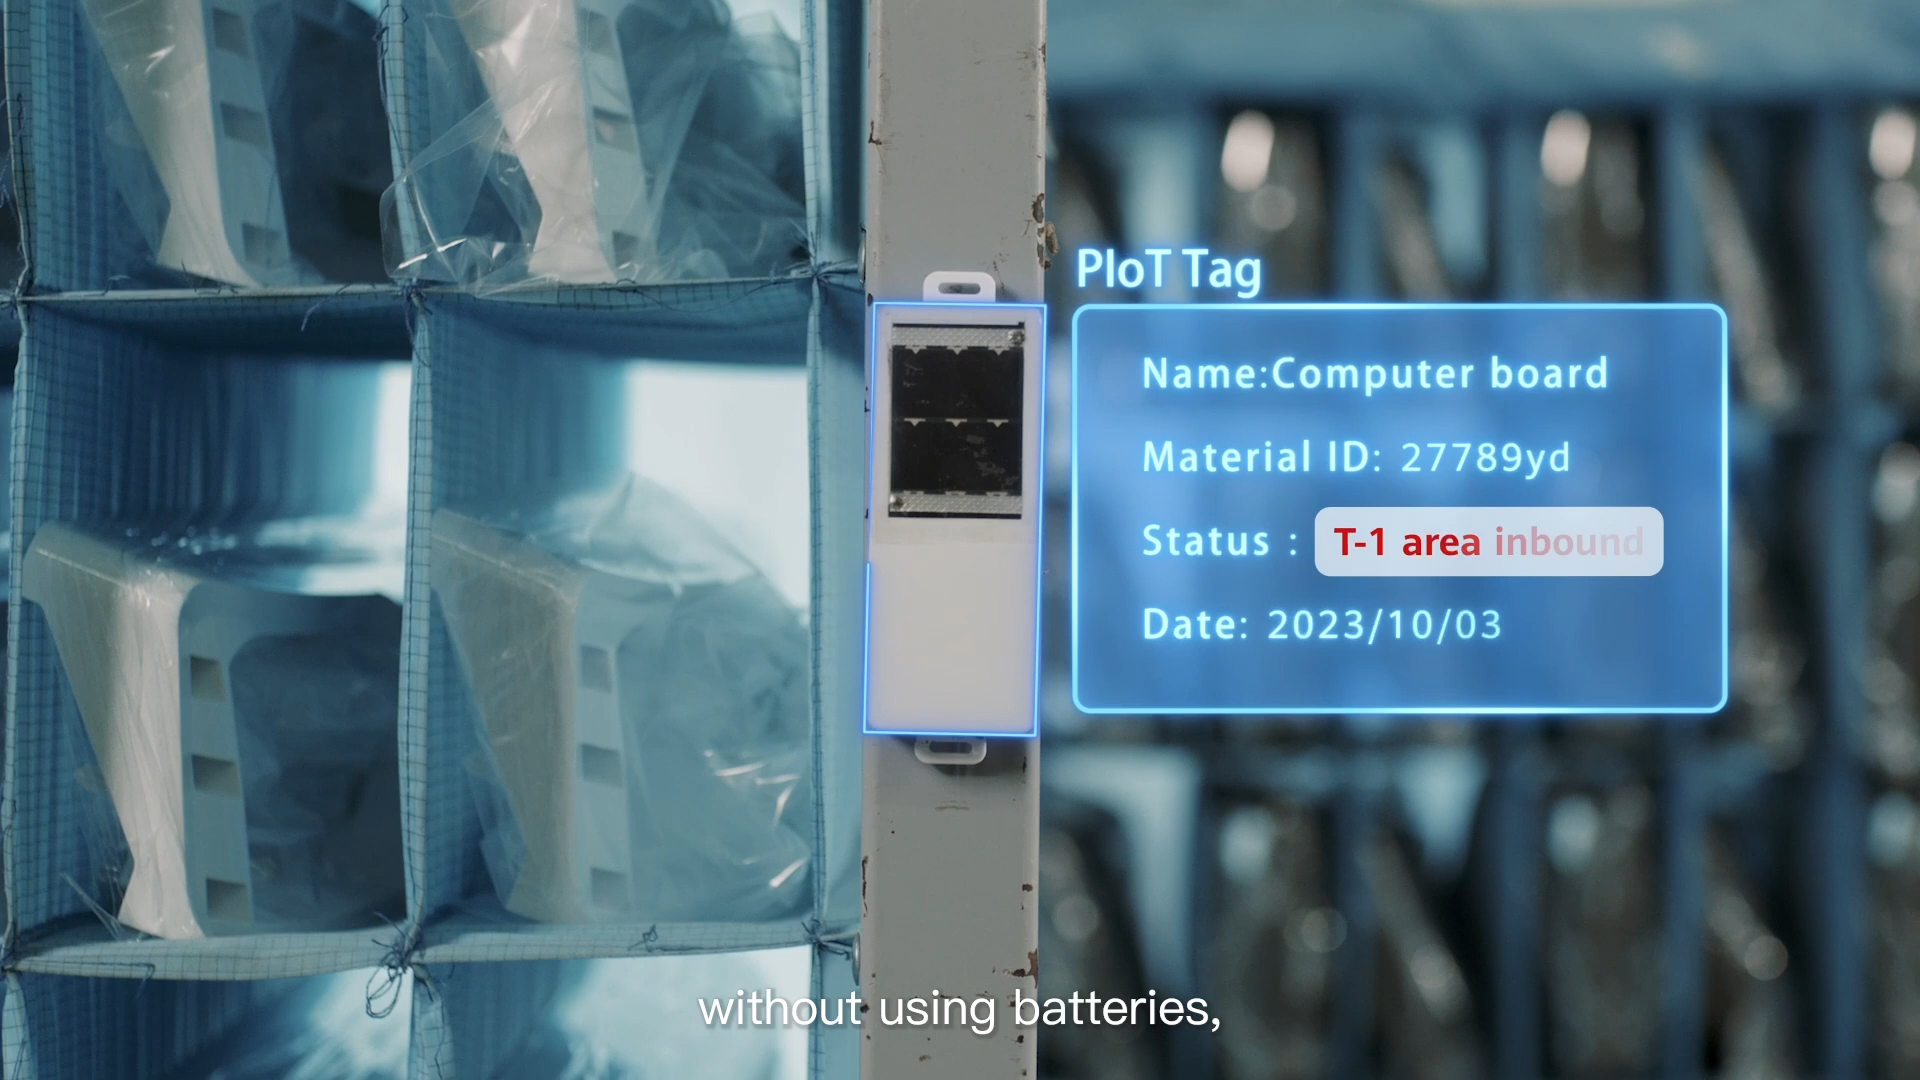 PIoT Tag
Name:Computer board
Material ID: 27789yd
Status : T-1 area inbound
Date: 2023/10/03
without using batteries,